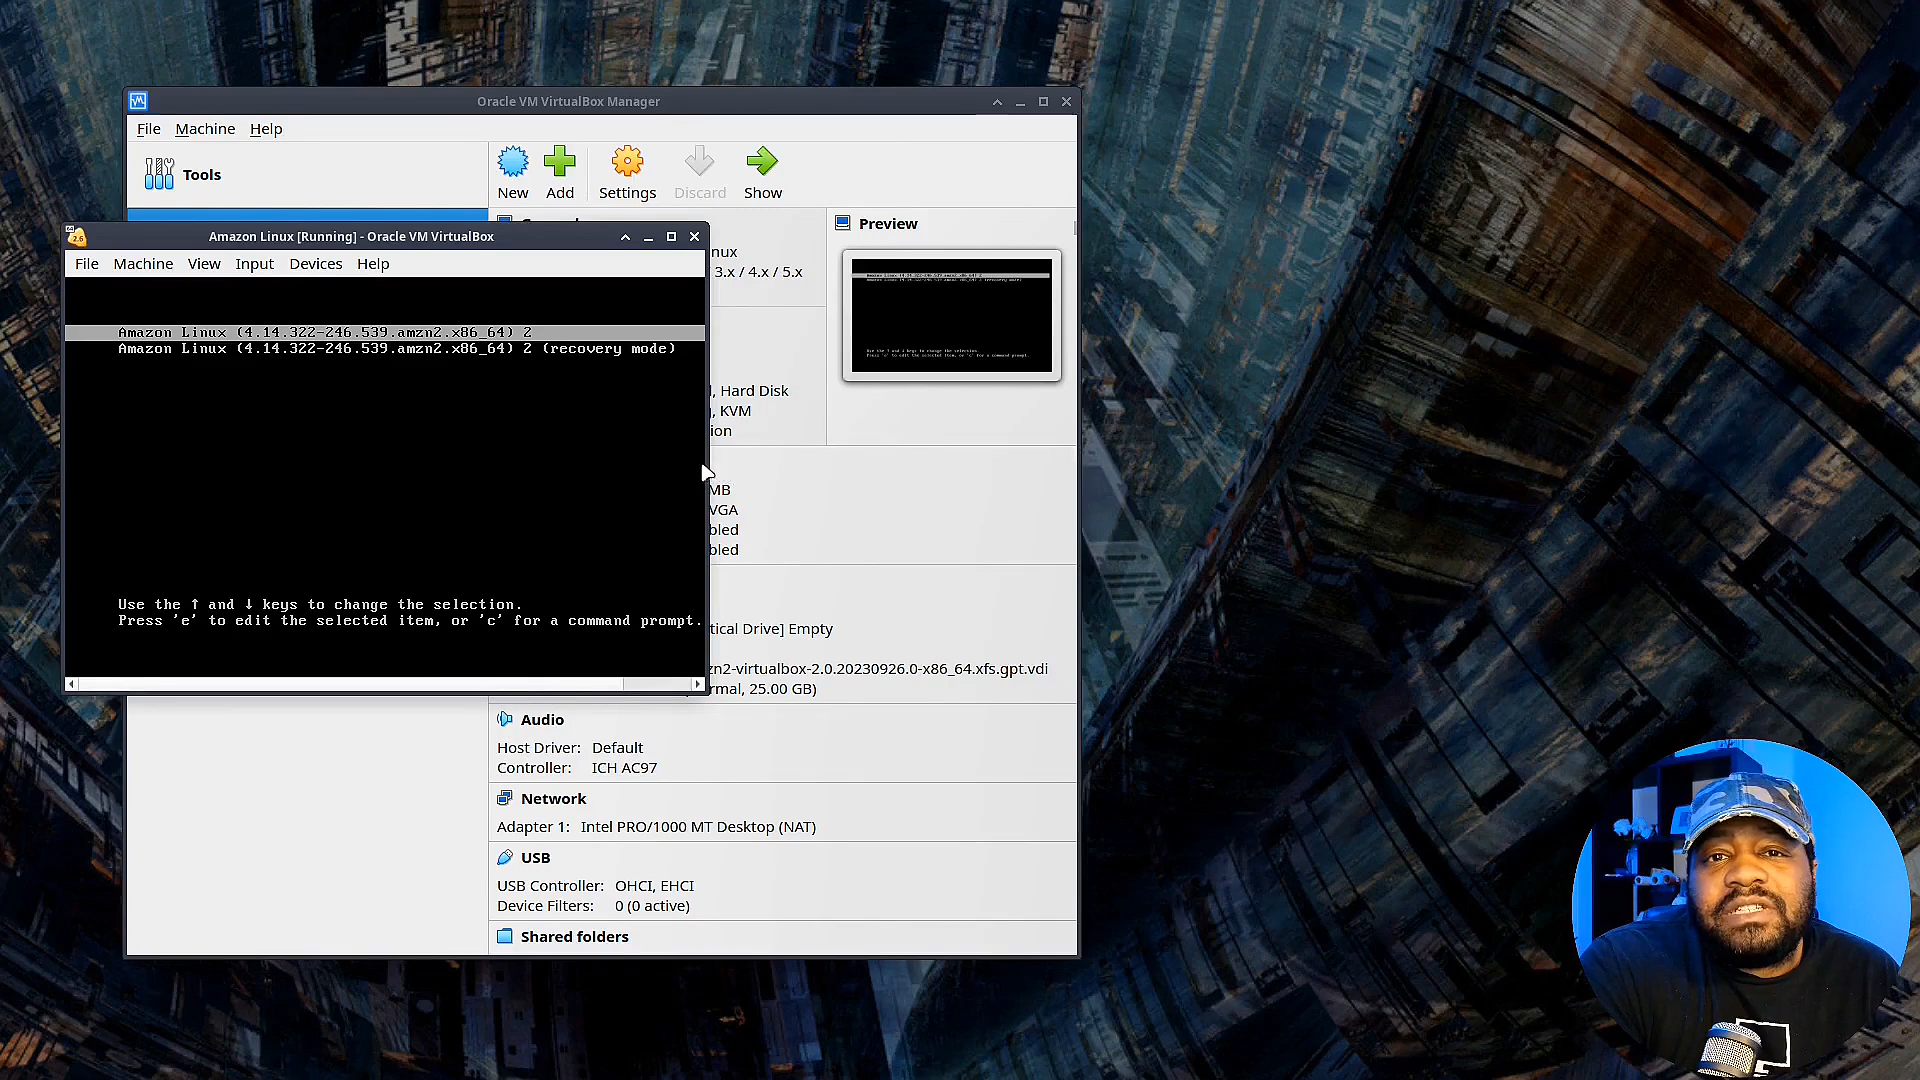 Oracle VM VirtualBox Manager
File Machine Help
Tools
New Add Settings Discard Show
Preview
Amazon Linux [Running] - Oracle VM VirtualBox
File Machine View Input Devices Help
Amazon Linux (4.14.322-246.539.amzn2.x86_64) 2
Amazon Linux (4.14.322-246.539.amzn2.x86_64) 2 (recovery mode)
Use the ↑ and ↓ keys to change the selection.
Press 'e' to edit the selected item, or 'c' for a command prompt.
nux
3.x / 4.x / 5.x
, Hard Disk
, KVM
ion
MB
VGA
bled
bled
tical Drive] Empty
zn2-virtualbox-2.0.20230926.0-x86_64.xfs.gpt.vdi
rmal, 25.00 GB)
Audio
Host Driver: Default
Controller: ICH AC97
Network
Adapter 1: Intel PRO/1000 MT Desktop (NAT)
USB
USB Controller: OHCI, EHCI
Device Filters: 0 (0 active)
Shared folders